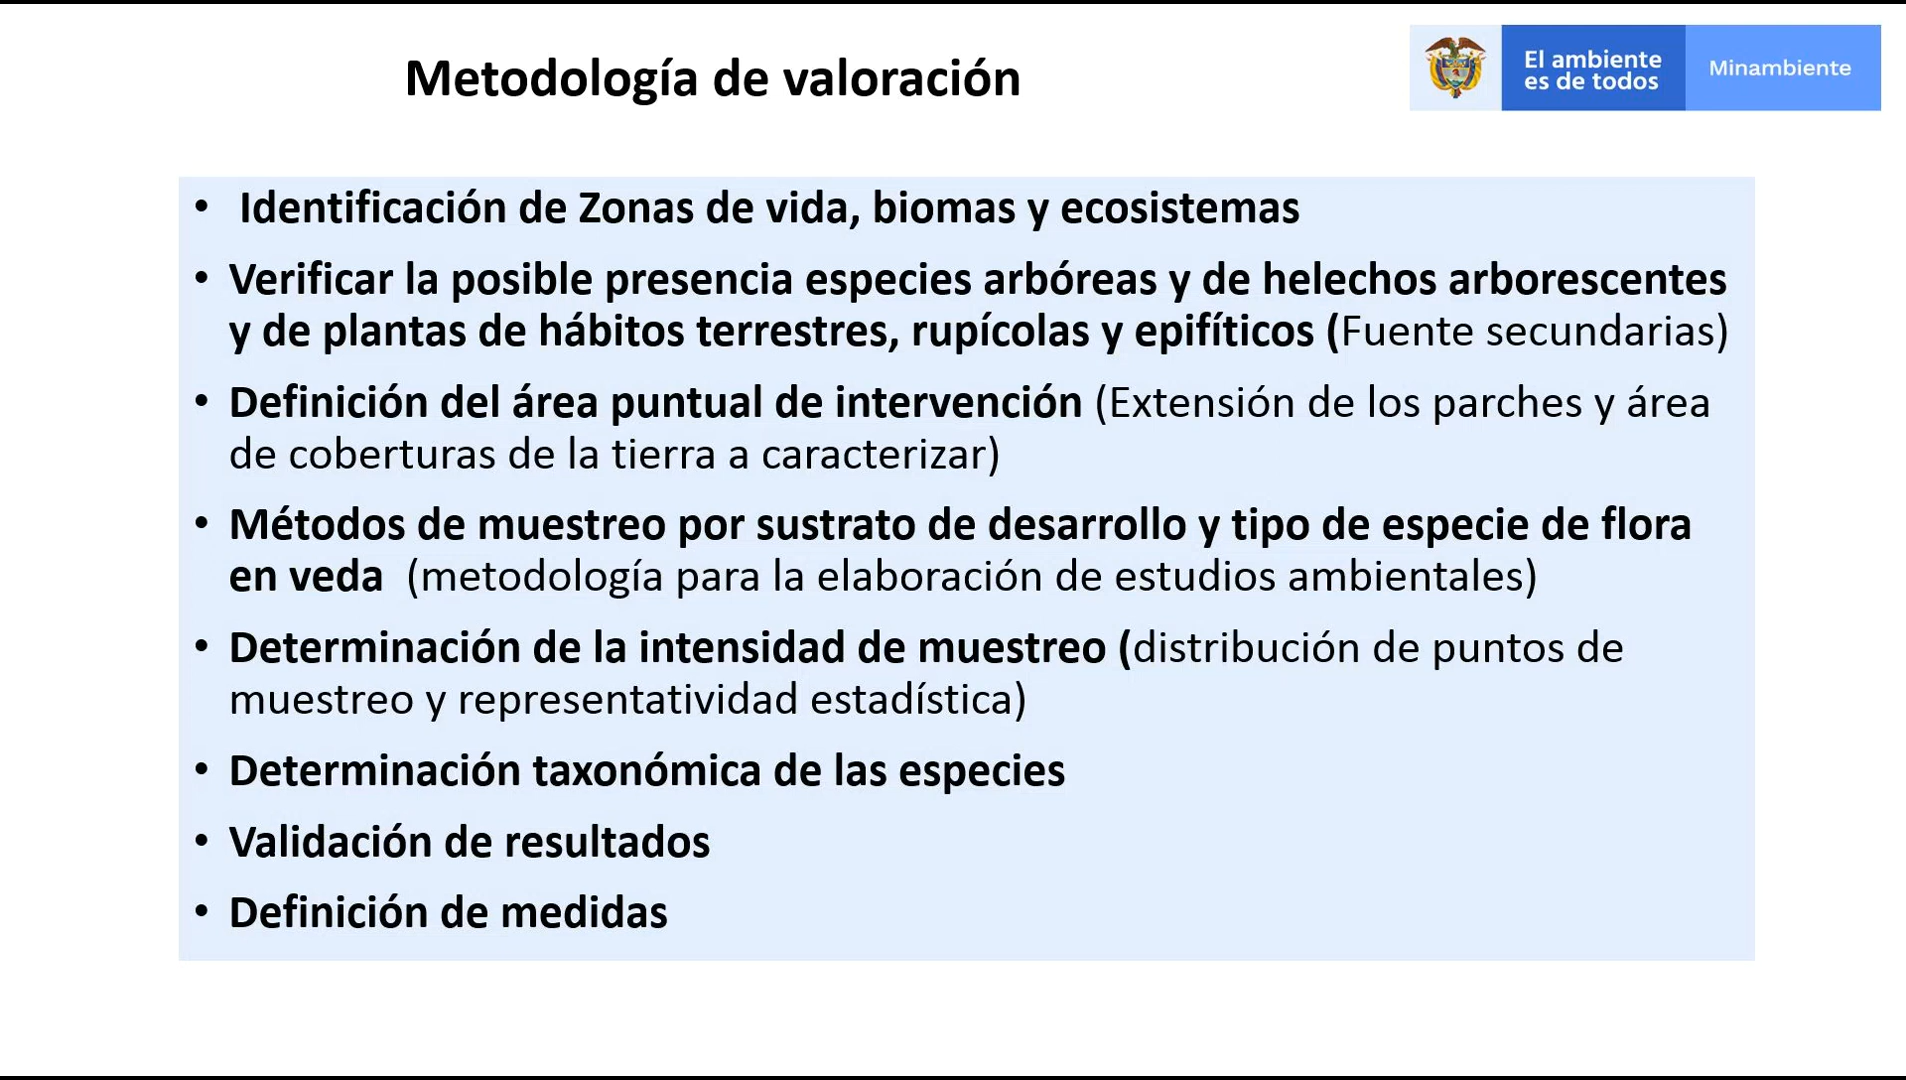 Metodología de valoración
El ambiente
es de todos
Minambiente
• Identificación de Zonas de vida, biomas y ecosistemas
• Verificar la posible presencia especies arbóreas y de helechos arborescentes
y de plantas de hábitos terrestres, rupícolas y epifíticos (Fuente secundarias)
• Definición del área puntual de intervención (Extensión de los parches y área
de coberturas de la tierra a caracterizar)
• Métodos de muestreo por sustrato de desarrollo y tipo de especie de flora
en veda (metodología para la elaboración de estudios ambientales)
• Determinación de la intensidad de muestreo (distribución de puntos de
muestreo y representatividad estadística)
• Determinación taxonómica de las especies
• Validación de resultados
• Definición de medidas